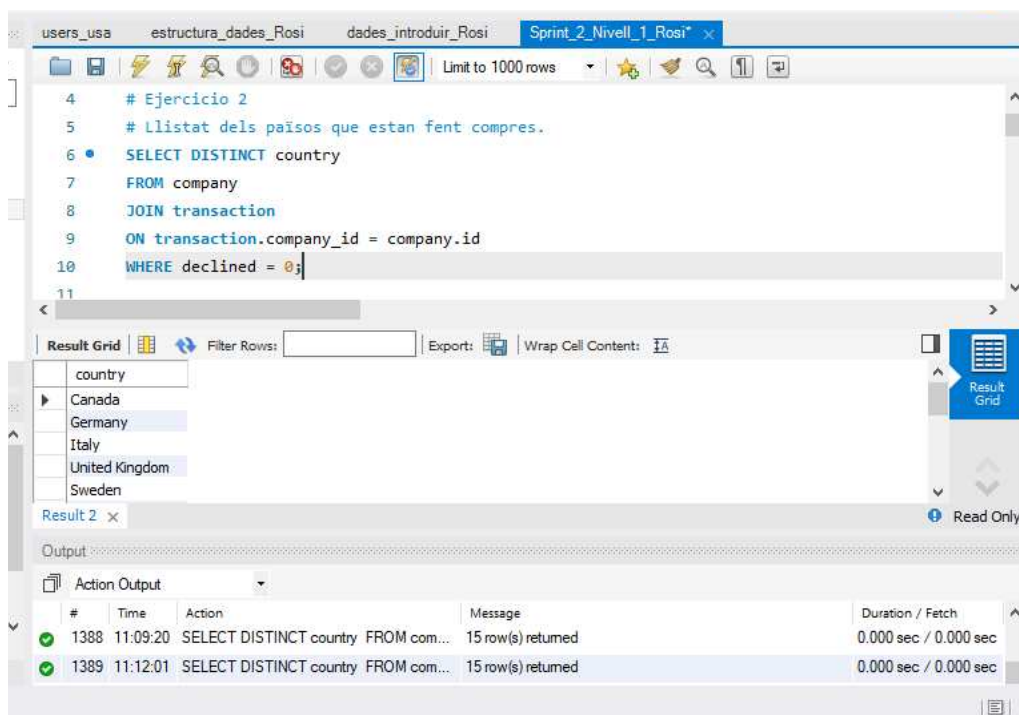 users_usa estructura_dades_Rosi dades_introduir_Rosi Sprint_2_Nivell_1_Rosi* ×
Limit to 1000 rows
4 # Ejercicio 2
5 # Llistat dels països que estan fent compres.
6 SELECT DISTINCT country
7 FROM company
8 JOIN transaction
9 ON transaction.company_id = company.id
10 WHERE declined = 0;
11
Result Grid Filter Rows: Export: Wrap Cell Content: IA
country
Canada
Germany
Italy
United Kingdom
Sweden
Result Grid
Result 2 × Read Only
Output
Action Output
# Time Action Message Duration / Fetch
1388 11:09:20 SELECT DISTINCT country FROM com... 15 row(s) returned 0.000 sec / 0.000 sec
1389 11:12:01 SELECT DISTINCT country FROM com... 15 row(s) returned 0.000 sec / 0.000 sec